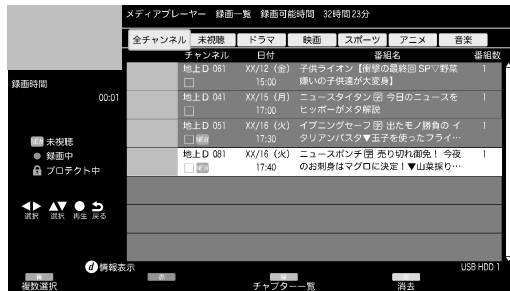 メディアプレーヤー 録画一覧 録画可能時間 32時間23分
全チャンネル 未視聴 ドラマ 映画 スポーツ アニメ 音楽
チャンネル 日付 番組名 番組数
地上D 061 XX/12（金） 子供ライオン【衝撃の最終回SP▽野菜 1
15:00 嫌いの子供達が大変身】
地上D 041 XX/15（月） ニュースタイタン字 今日のニュースを 1
17:00 ヒッポーがメタ解説
地上D 051 XX/16（火） イブニングセーフ字 出たモノ勝負の イ 1
NEW 17:30 タリアンパスタ▼玉子を使ったフライ…
地上D 081 XX/16（火） ニュースポンチ字 売り切れ御免！ 今夜 1
NEW 17:40 のお刺身はマグロに決定！▼山菜採り…
録画時間
00:01
NEW 未視聴
録画中
プロテクト中
選択 選択 再生 戻る
d 情報表示
USB HDD 1
青 赤 緑 黄
複数選択 チャプター一覧 消去